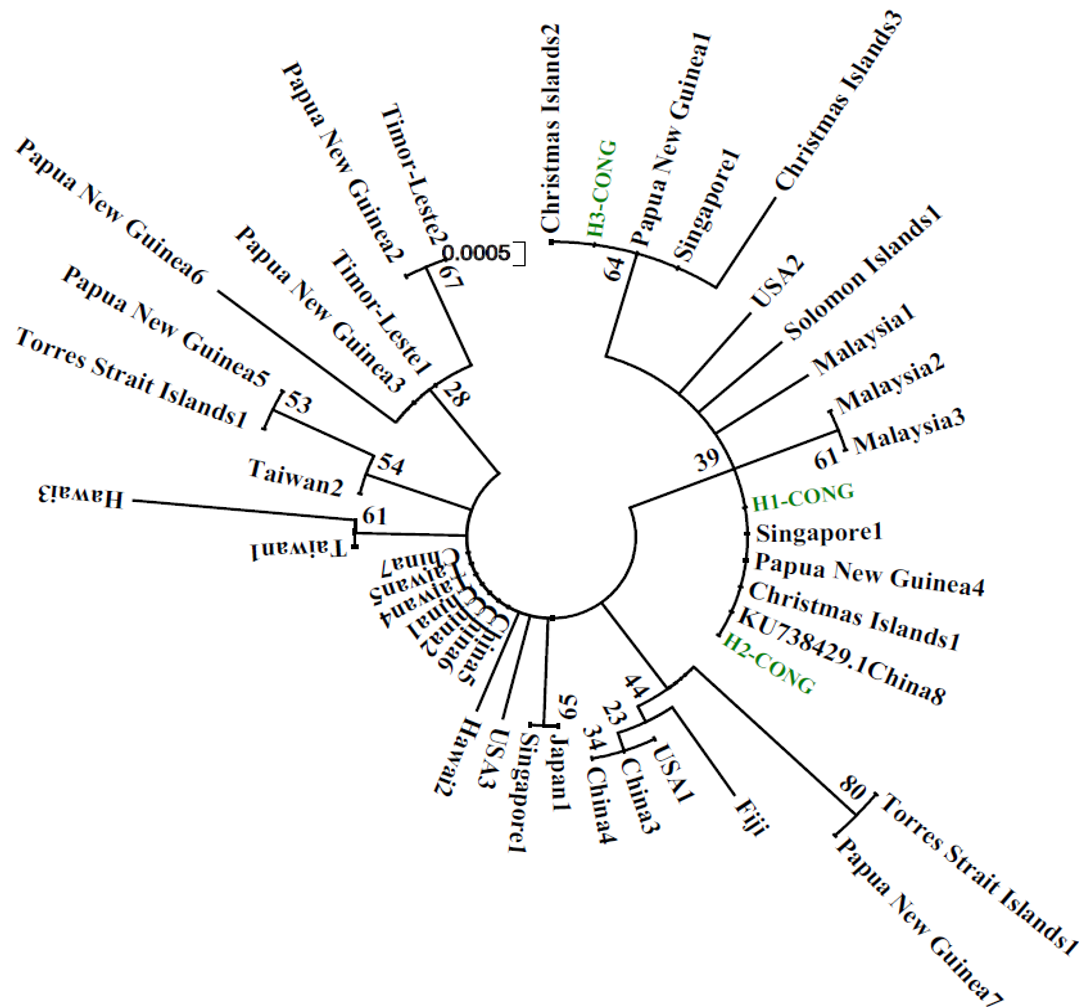 Christmas Islands2
H3-CONG
Papua New Guinea1
Singapore1
Christmas Islands3
64
USA2
Solomon Islands1
Malaysia1
Malaysia2
Malaysia3
61
39
H1-CONG
Singapore1
Papua New Guinea4
Christmas Islands1
KU738429.1China8
H2-CONG
Torres Strait Islands1
80
Papua New Guinea7
Fiji
44
23
34
USA1
China3
China4
65
Japan1
Singapore1
USA3
Hawai2
China5
China6
China2
China1
Taiwan4
Taiwan5
China7
Taiwan1
61
Hawai3
Taiwan2
54
Torres Strait Islands1
53
Papua New Guinea5
Papua New Guinea6
Papua New Guinea3
Timor-Leste1
28
Papua New Guinea2
Timor-Leste2
67
0.0005